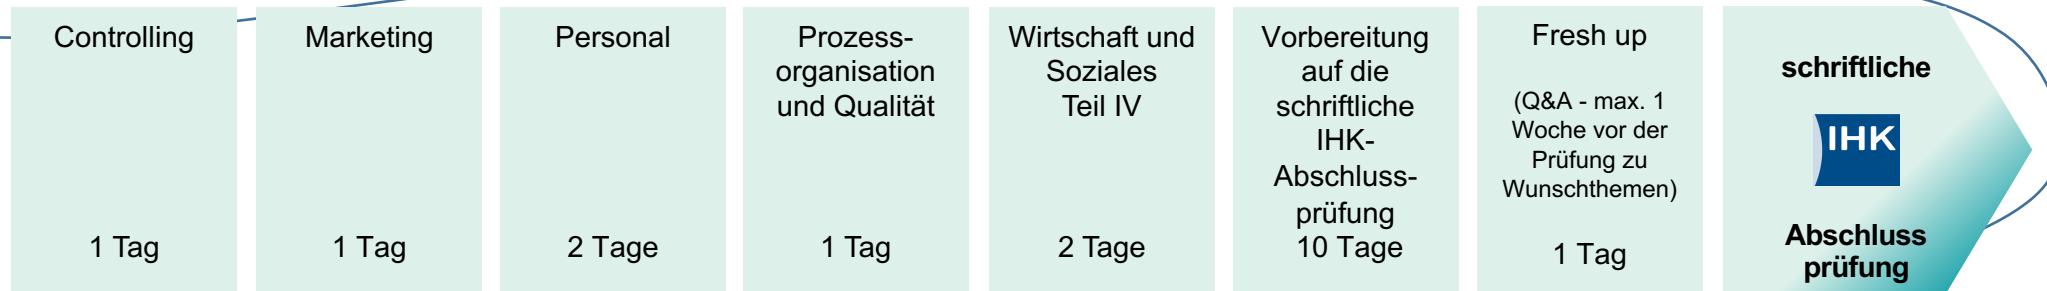 Controlling
1 Tag
Marketing
1 Tag
Personal
2 Tage
Prozess-
organisation
und Qualität
1 Tag
Wirtschaft und
Soziales
Teil IV
2 Tage
Vorbereitung
auf die
schriftliche
IHK-
Abschluss-
prüfung
10 Tage
Fresh up
(Q&A - max. 1
Woche vor der
Prüfung zu
Wunschthemen)
1 Tag
schriftliche
IHK
Abschluss
prüfung